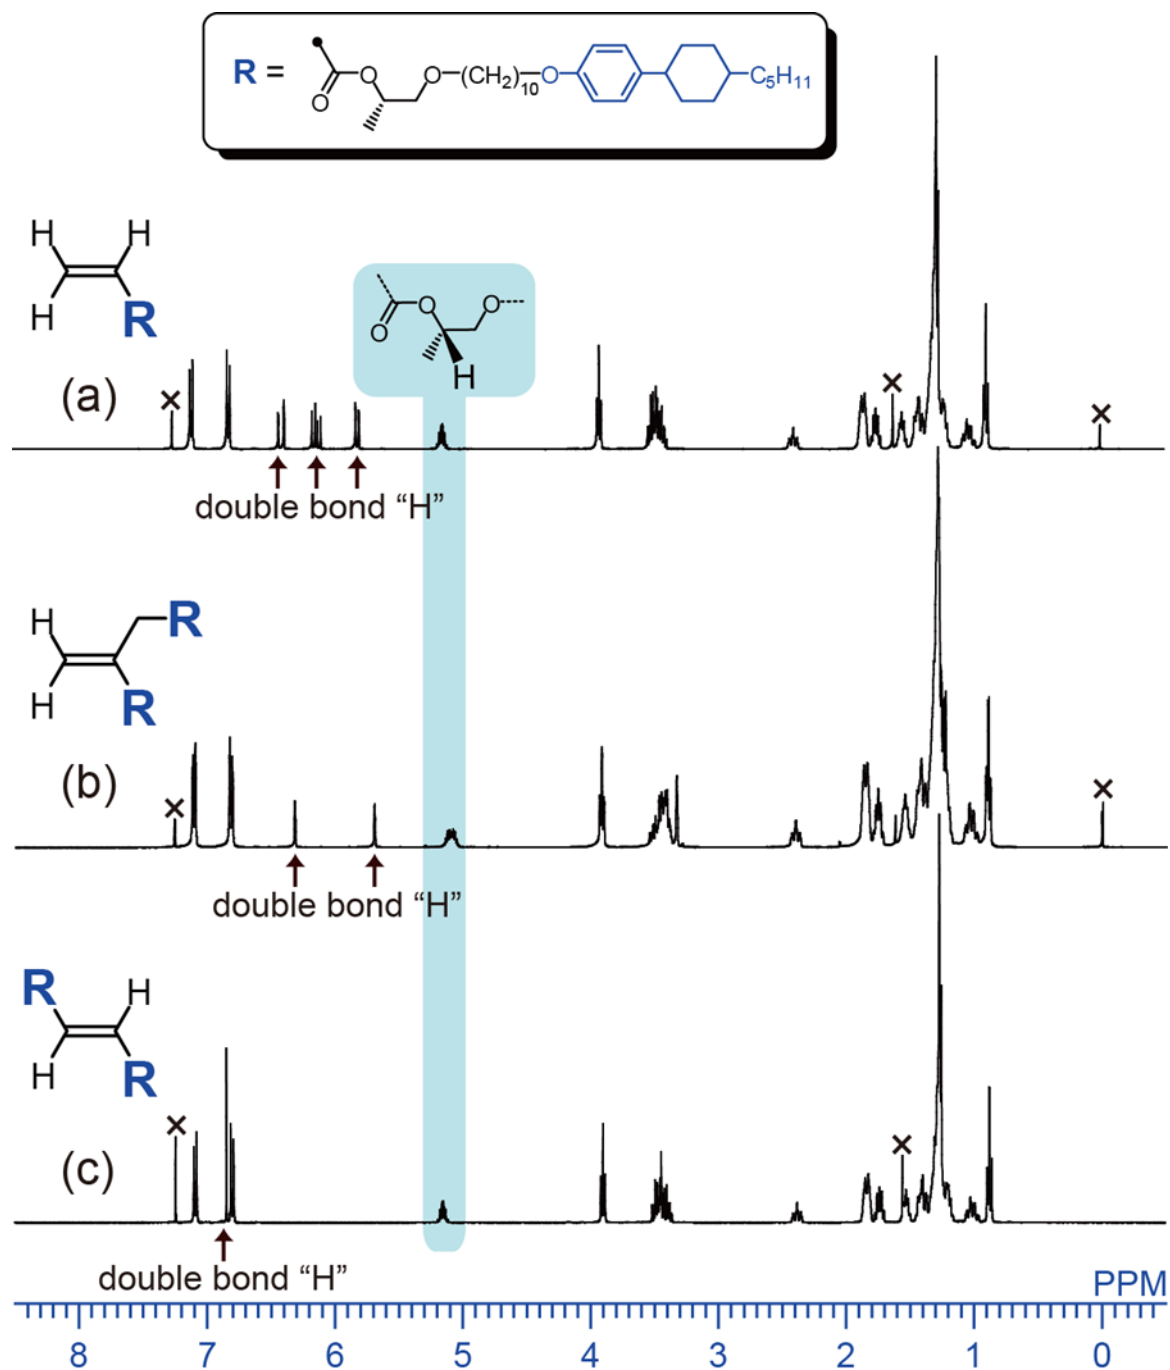 R = O O O (CH2)10 O C5H11
H H
H R
O O O
H
(a)
× × ×
double bond “H”
H R
H R
(b)
× ×
double bond “H”
R H
H R
(c)
× ×
double bond “H”
PPM
8 7 6 5 4 3 2 1 0